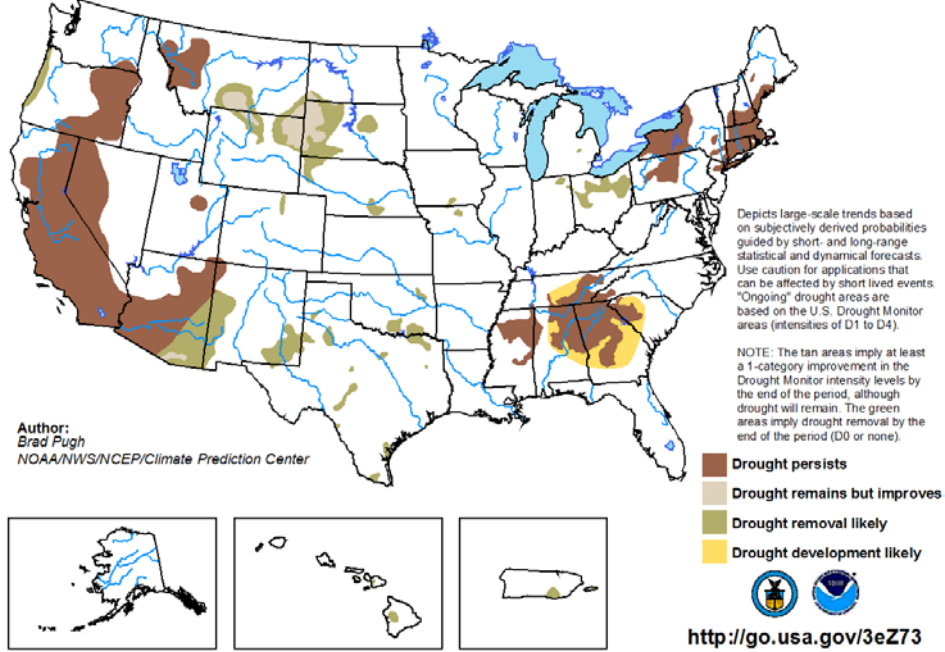 Depicts large-scale trends based
on subjectively derived probabilities
guided by short- and long-range
statistical and dynamical forecasts.
Use caution for applications that
can be affected by short lived events.
"Ongoing" drought areas are
based on the U.S. Drought Monitor
areas (intensities of D1 to D4).
NOTE: The tan areas imply at least
a 1-category improvement in the
Drought Monitor intensity levels by
the end of the period, although
drought will remain. The green
areas imply drought removal by the
end of the period (D0 or none).
Author:
Brad Pugh
NOAA/NWS/NCEP/Climate Prediction Center
Drought persists
Drought remains but improves
Drought removal likely
Drought development likely
http://go.usa.gov/3eZ73